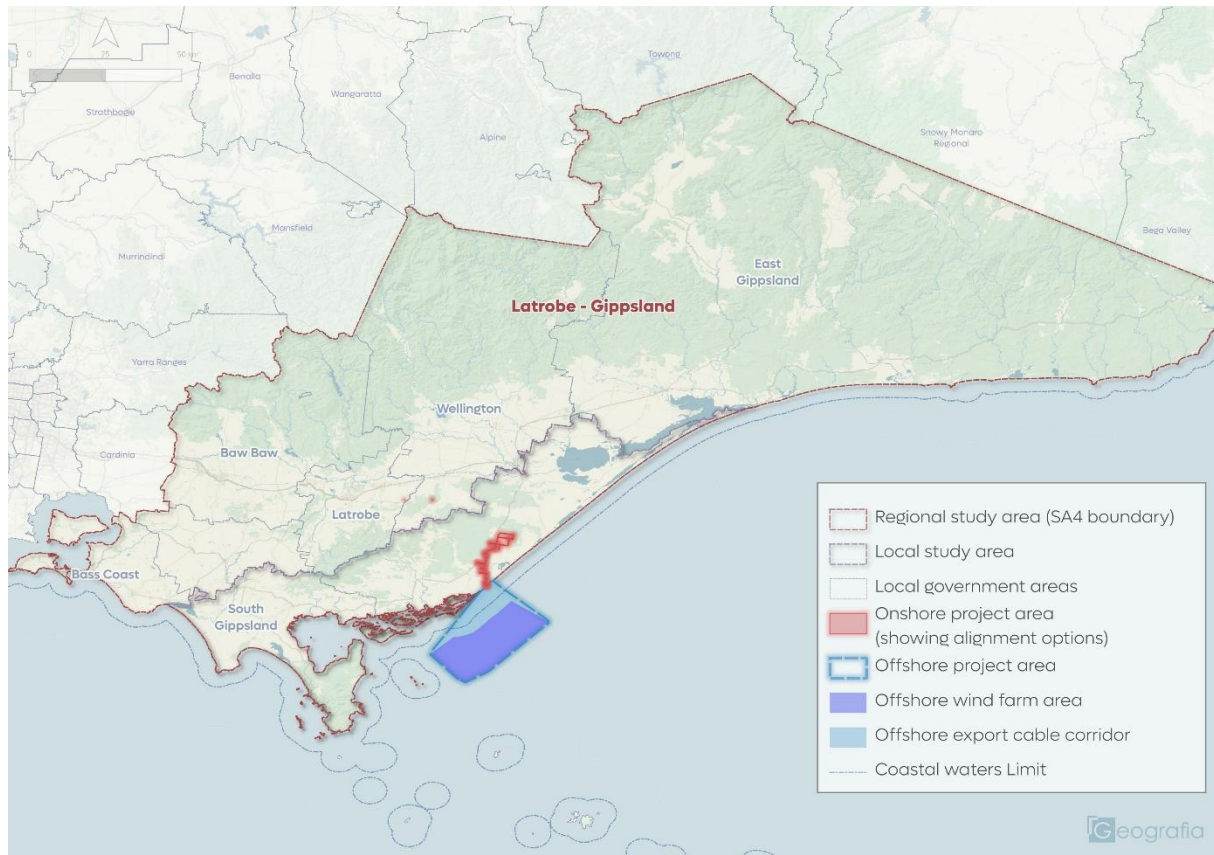 Towong
0
25
50 km
Benalla
Wangaratta
Strathbogie
Alpine
Snowy Monaro
Regional
Mansfield
Bega Valley
Murrindindi
East
Gippsland
Latrobe - Gippsland
Yarra Ranges
Wellington
Baw Baw
Cardinia
Latrobe
Bass Coast
South
Gippsland
Regional study area (SA4 boundary)
Local study area
Local government areas
Onshore project area
(showing alignment options)
Offshore project area
Offshore wind farm area
Offshore export cable corridor
Coastal waters Limit
Geografia